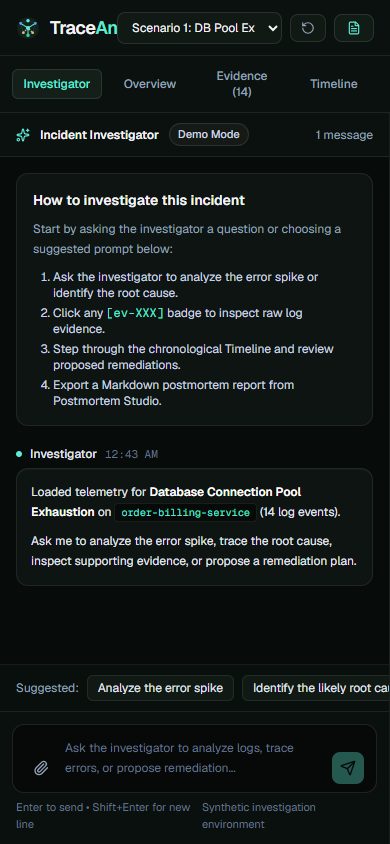 TraceAn
Scenario 1: DB Pool Ex
Investigator
Overview
Evidence
(14)
Timeline
Incident Investigator
Demo Mode
1 message
How to investigate this incident
Start by asking the investigator a question or choosing a
suggested prompt below:
1. Ask the investigator to analyze the error spike or
identify the root cause.
2. Click any [ev-XXX] badge to inspect raw log
evidence.
3. Step through the chronological Timeline and review
proposed remediations.
4. Export a Markdown postmortem report from
Postmortem Studio.
Investigator 12:43 AM
Loaded telemetry for Database Connection Pool
Exhaustion on order-billing-service (14 log events).
Ask me to analyze the error spike, trace the root cause,
inspect supporting evidence, or propose a remediation plan.
Suggested:
Analyze the error spike
Identify the likely root ca
Ask the investigator to analyze logs, trace
errors, or propose remediation...
Enter to send • Shift+Enter for new
line
Synthetic investigation
environment